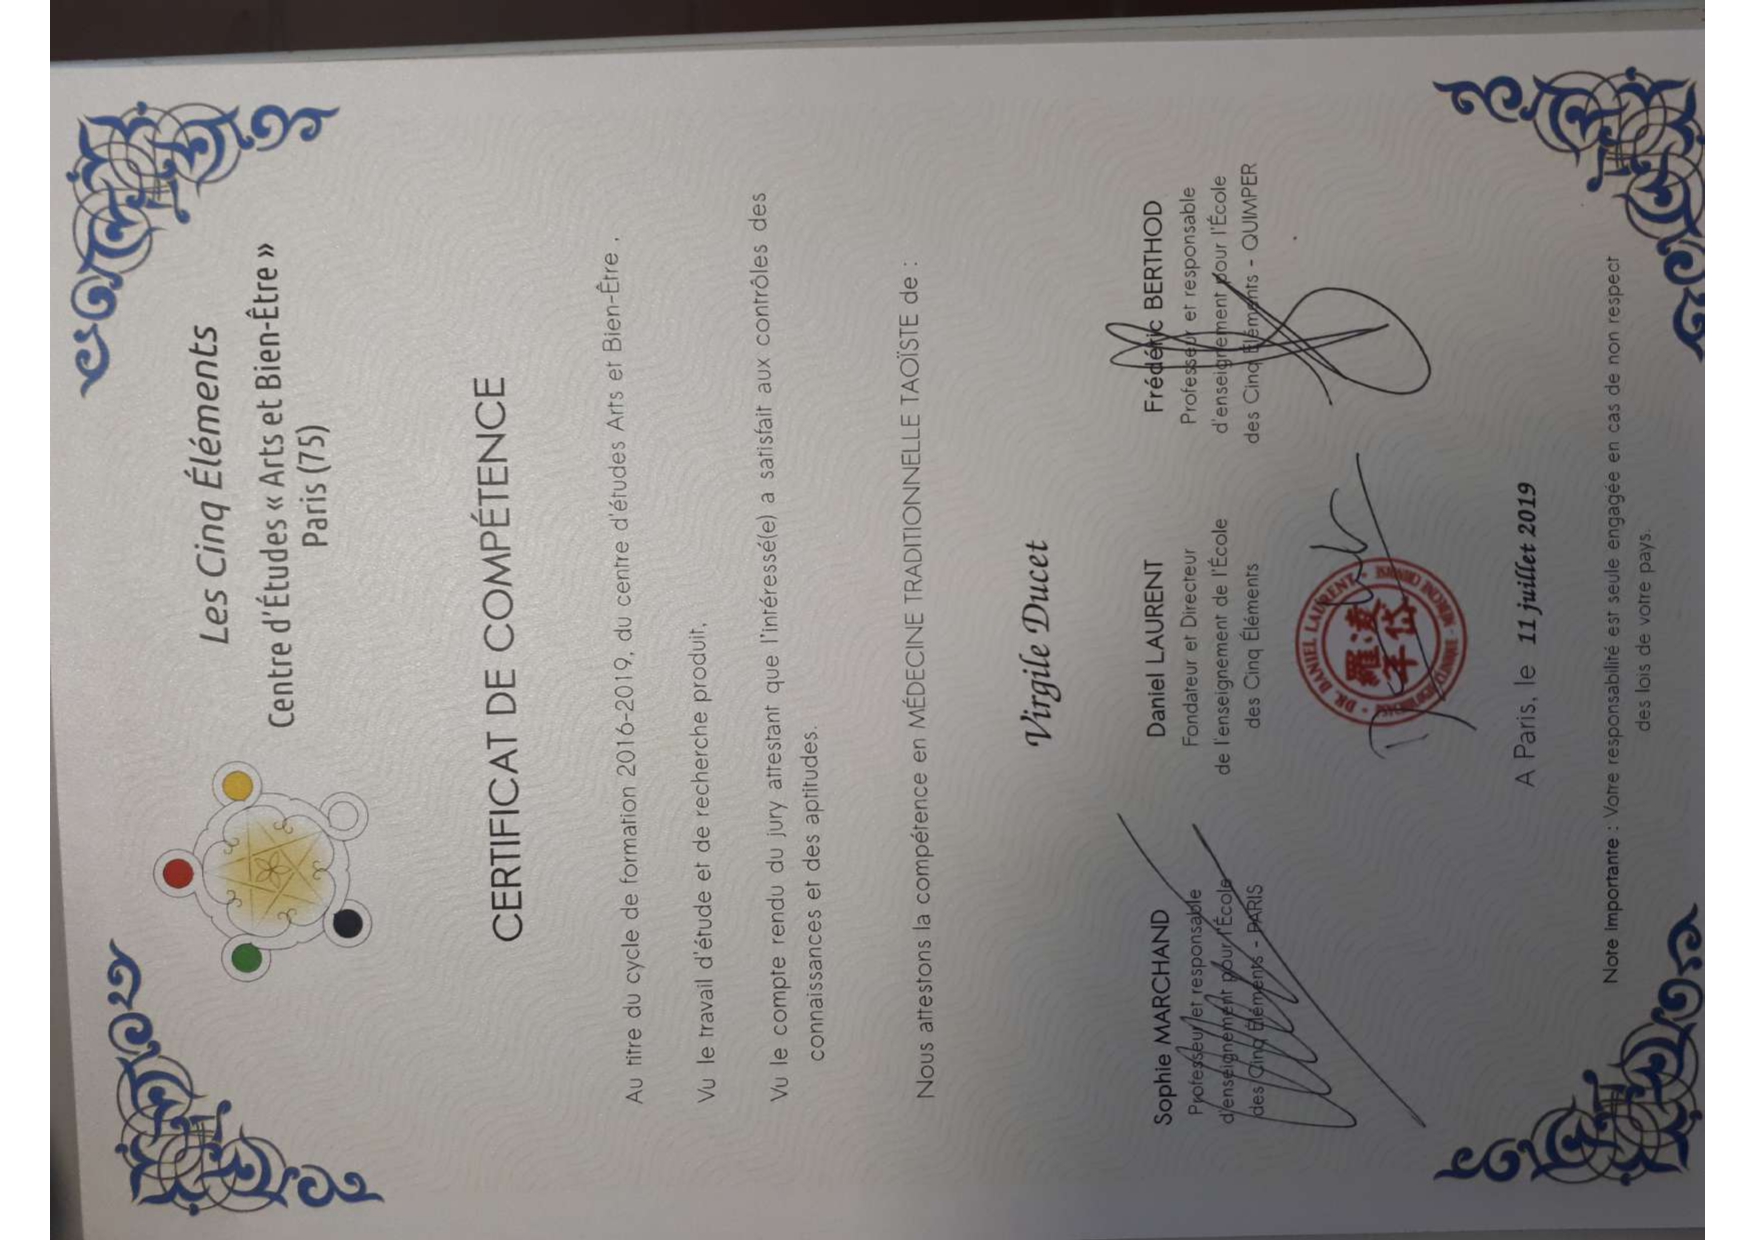 Les Cinq Éléments
Centre d'Études « Arts et Bien-Être »
Paris (75)
CERTIFICAT DE COMPÉTENCE
Au titre du cycle de formation 2016-2019, du centre d'études Arts et Bien-Être ,
Vu le travail d'étude et de recherche produit,
Vu le compte rendu du jury attestant que l'intéressé(e) a satisfait aux contrôles des
connaissances et des aptitudes.
Nous attestons la compétence en MÉDECINE TRADITIONNELLE TAOÏSTE de :
Virgile Ducet
Sophie MARCHAND
Professeur et responsable
d'enseignement pour l'École
des Cinq Éléments - PARIS
Daniel LAURENT
Fondateur et Directeur
de l'enseignement de l'École
des Cinq Éléments
DR. DANIEL LAURENT
Frédéric BERTHOD
Professeur et responsable
d'enseignement pour l'École
des Cinq Éléments - QUIMPER
A Paris, le 11 juillet 2019
Note Importante : Votre responsabilité est seule engagée en cas de non respect
des lois de votre pays.